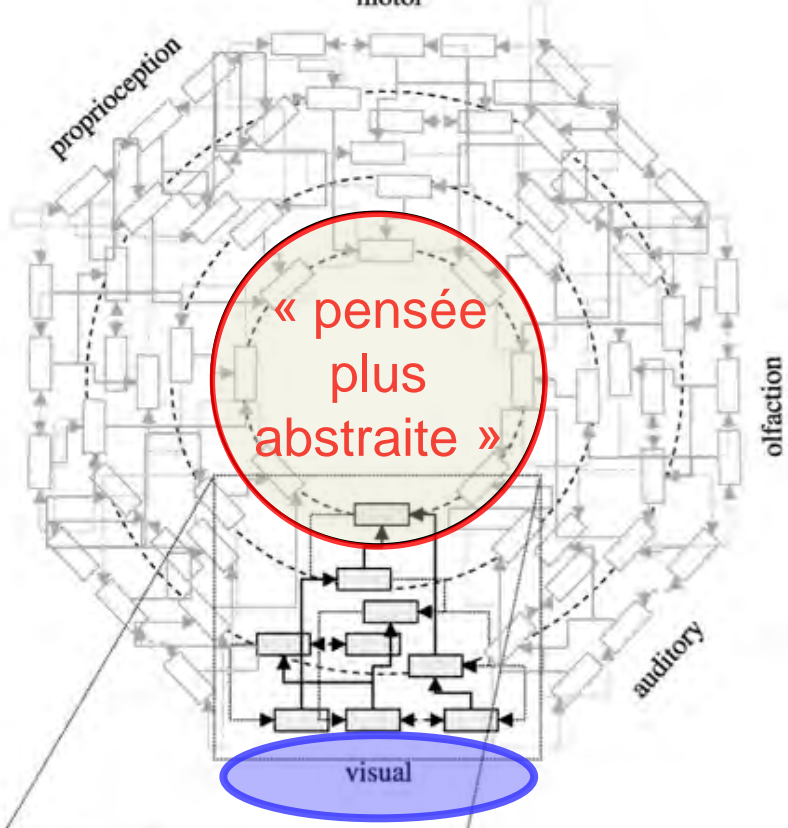 motor
proprioception
« pensée
plus
abstraite »
olfaction
auditory
visual